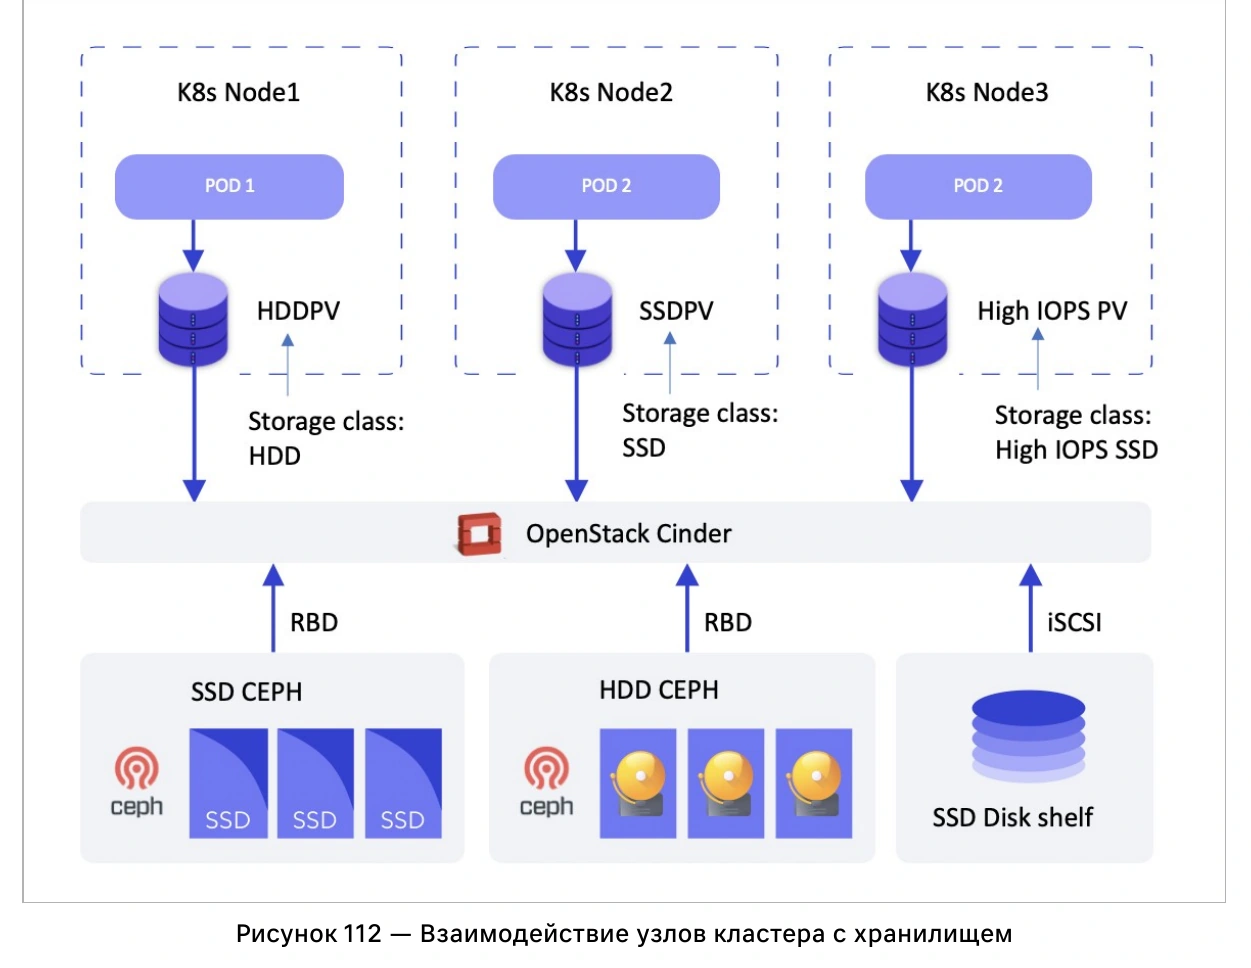 K8s Node1
K8s Node2
K8s Node3
POD 1
POD 2
POD 2
HDDPV
SSDPV
High IOPS PV
Storage class:
HDD
Storage class:
SSD
Storage class:
High IOPS SSD
OpenStack Cinder
RBD
RBD
iSCSI
SSD CEPH
ceph
SSD
SSD
SSD
HDD CEPH
ceph
SSD Disk shelf
Рисунок 112 — Взаимодействие узлов кластера с хранилищем